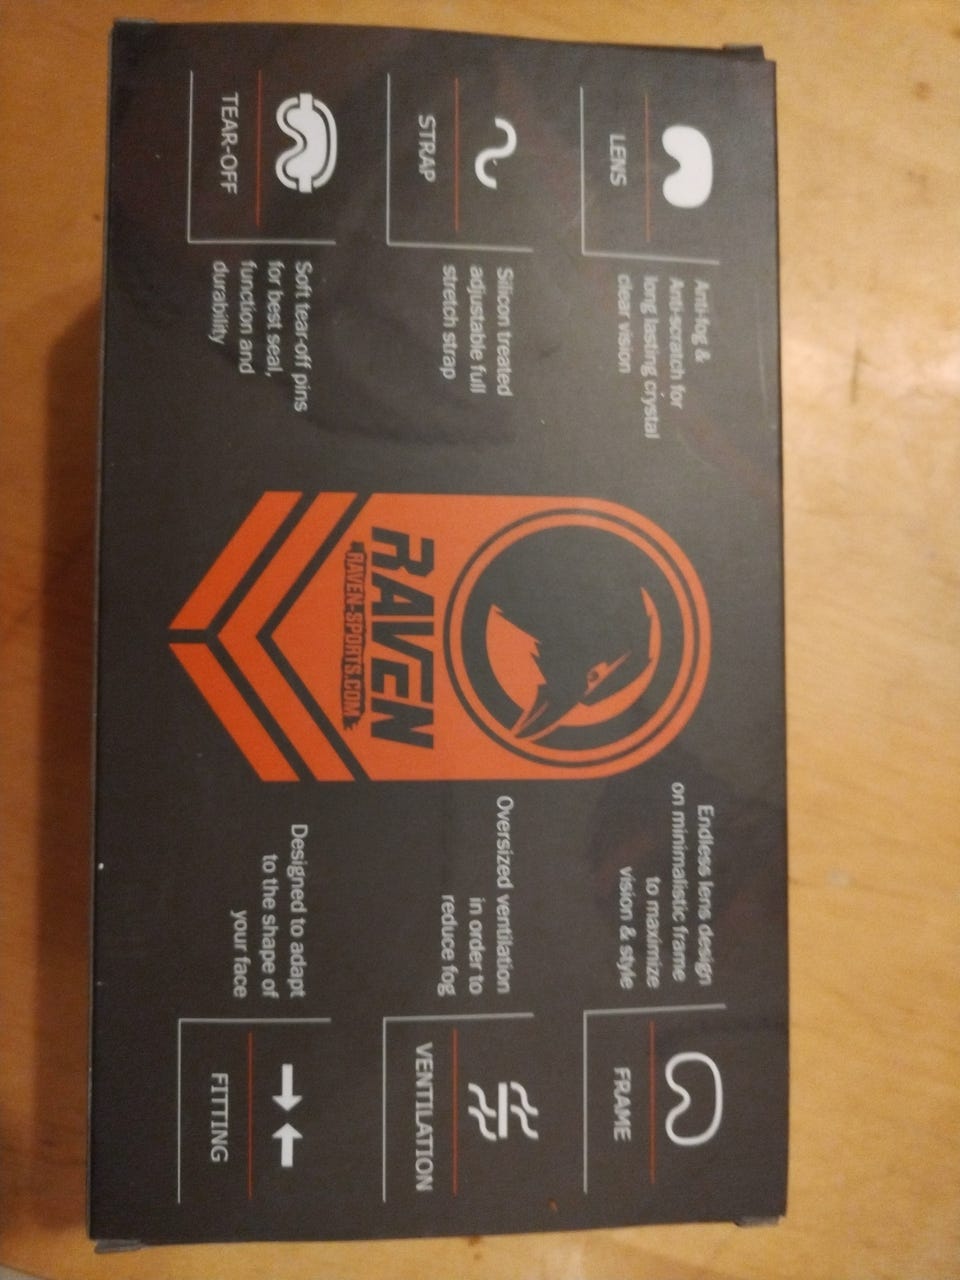 LENS
Anti-fog &
Anti-scratch for
long lasting crystal
clear vision
STRAP
Silicon treated
adjustable full
stretch strap
TEAR-OFF
Soft tear-off pins
for best seal,
function and
durability
RAVEN
RAVEN-SPORTS.COM
Endless lens design
on minimalistic frame
to maximize
vision & style
FRAME
Oversized ventilation
in order to
reduce fog
VENTILATION
Designed to adapt
to the shape of
your face
FITTING